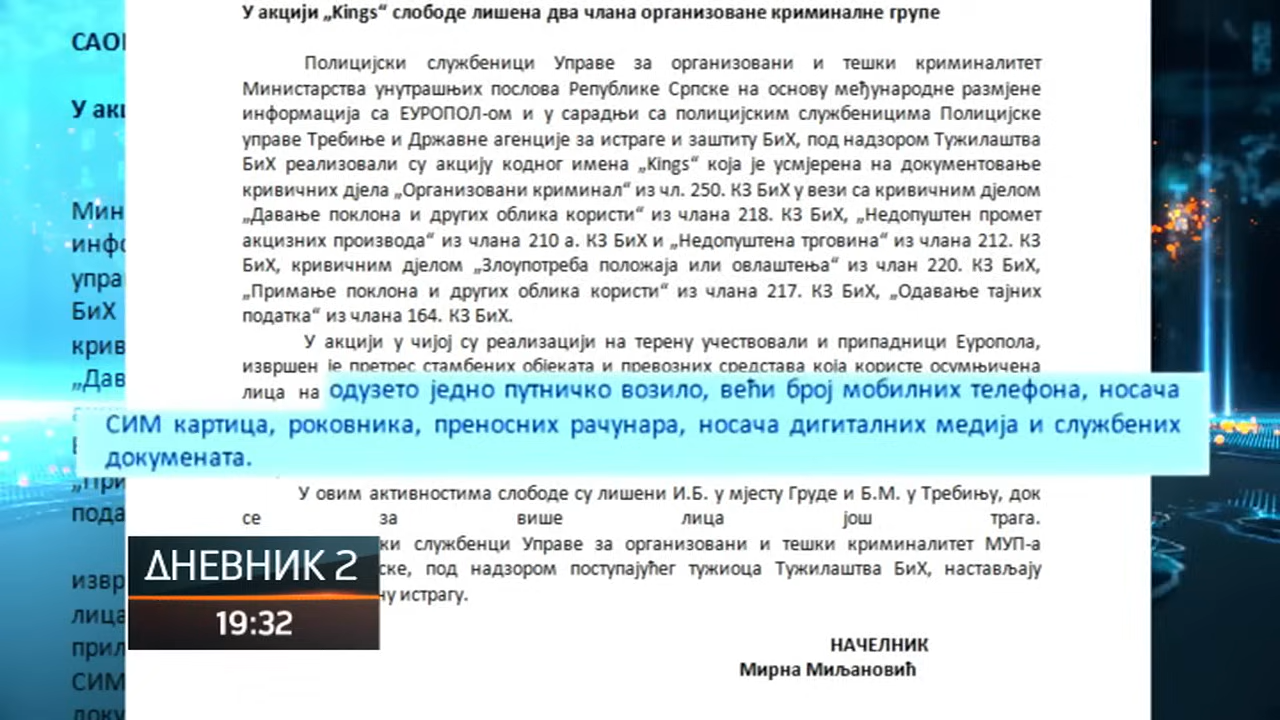 У акцији „Kings“ слободе лишена два члана организоване криминалне групе
Полицијски службеници Управе за организовани и тешки криминалитет
Министарства унутрашњих послова Републике Српске на основу међународне размјене
информација са ЕУРОПОЛ-ом и у сарадњи са полицијским службеницима Полицијске
управе Требиње и Државне агенције за истраге и заштиту БиХ, под надзором Тужилаштва
БиХ реализовали су акцију кодног имена „Kings“ која је усмјерена на документовање
кривичних дјела „Организовани криминал“ из чл. 250. КЗ БиХ у вези са кривичним дјелом
„Давање поклона и других облика користи“ из члана 218. КЗ БиХ, „Недопуштен промет
акцизних производа“ из члана 210 а. КЗ БиХ и „Недопуштена трговина“ из члана 212. КЗ
БиХ, кривичним дјелом „Злоупотреба положаја или овлаштења“ из члан 220. КЗ БиХ,
„Примање поклона и других облика користи“ из члана 217. КЗ БиХ, „Одавање тајних
податка“ из члана 164. КЗ БиХ.
У акцији у чијој су реализацији на терену учествовали и припадници Еуропола,
извршен је претрес стамбених објеката и превозних средстава која користе осумњичена
лица на
одузето једно путничко возило, већи број мобилних телефона, носача
СИМ картица, роковника, преносних рачунара, носача дигиталних медија и службених
докумената.
У овим активностима слободе су лишени И.Б. у мјесту Груде и Б.М. у Требињу, док
се за више лица још трага.
службенци Управе за организовани и тешки криминалитет МУП-а
под надзором поступајућег тужиоца Тужилаштва БиХ, настављају
истрагу.
НАЧЕЛНИК
Мирна Миљановић
ДНЕВНИК 2
19:32